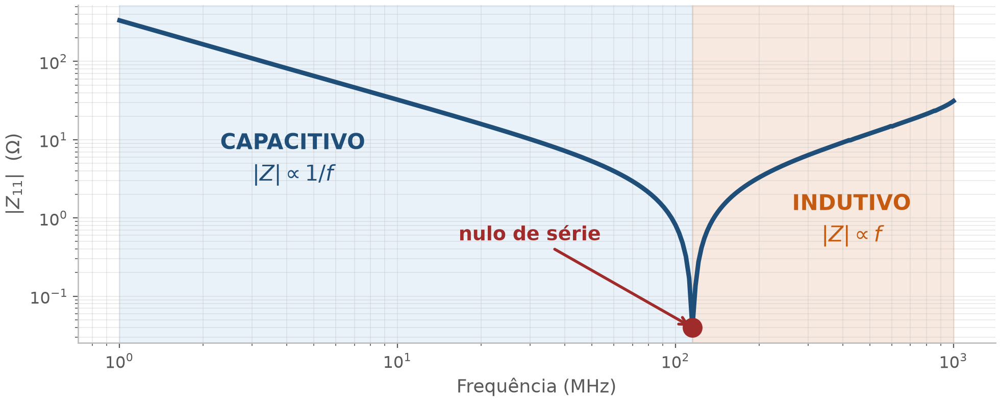 |Z₁₁| (Ω)
10²
10¹
10⁰
10⁻¹
CAPACITIVO
|Z| ∝ 1/f
nulo de série
INDUTIVO
|Z| ∝ f
10⁰ 10¹ 10² 10³
Frequência (MHz)